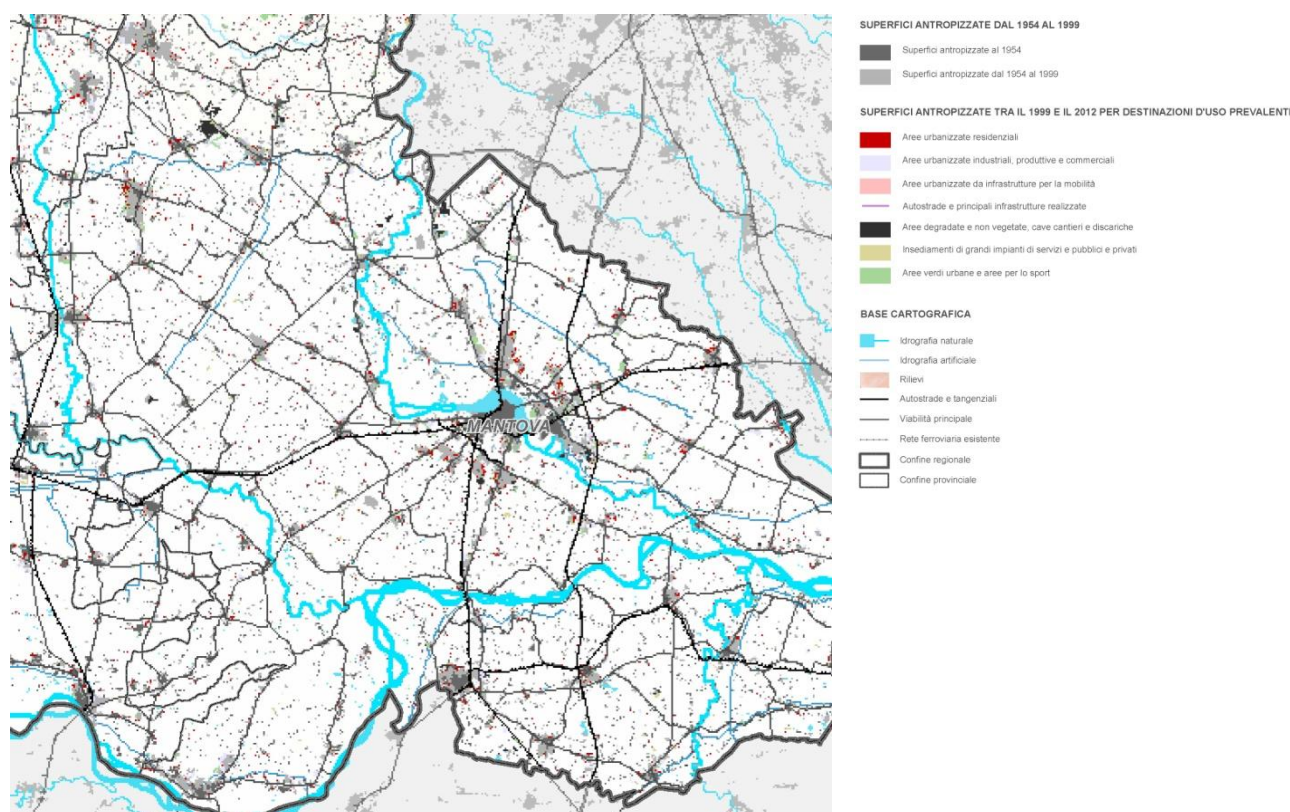 SUPERFICI ANTROPIZZATE DAL 1954 AL 1999
Superfici antropizzate al 1954
Superfici antropizzate dal 1954 al 1999
SUPERFICI ANTROPIZZATE TRA IL 1999 E IL 2012 PER DESTINAZIONI D'USO PREVALENTI
Aree urbanizzate residenziali
Aree urbanizzate industriali, produttive e commerciali
Aree urbanizzate da infrastrutture per la mobilità
Autostrade e principali infrastrutture realizzate
Aree degradate e non vegetate, cave cantieri e discariche
Insediamenti di grandi impianti di servizi e pubblici e privati
Aree verdi urbane e aree per lo sport
BASE CARTOGRAFICA
Idrografia naturale
Idrografia artificiale
Rilievi
Autostrade e tangenziali
Viabilità principale
Rete ferroviaria esistente
Confine regionale
Confine provinciale
MANTOVA